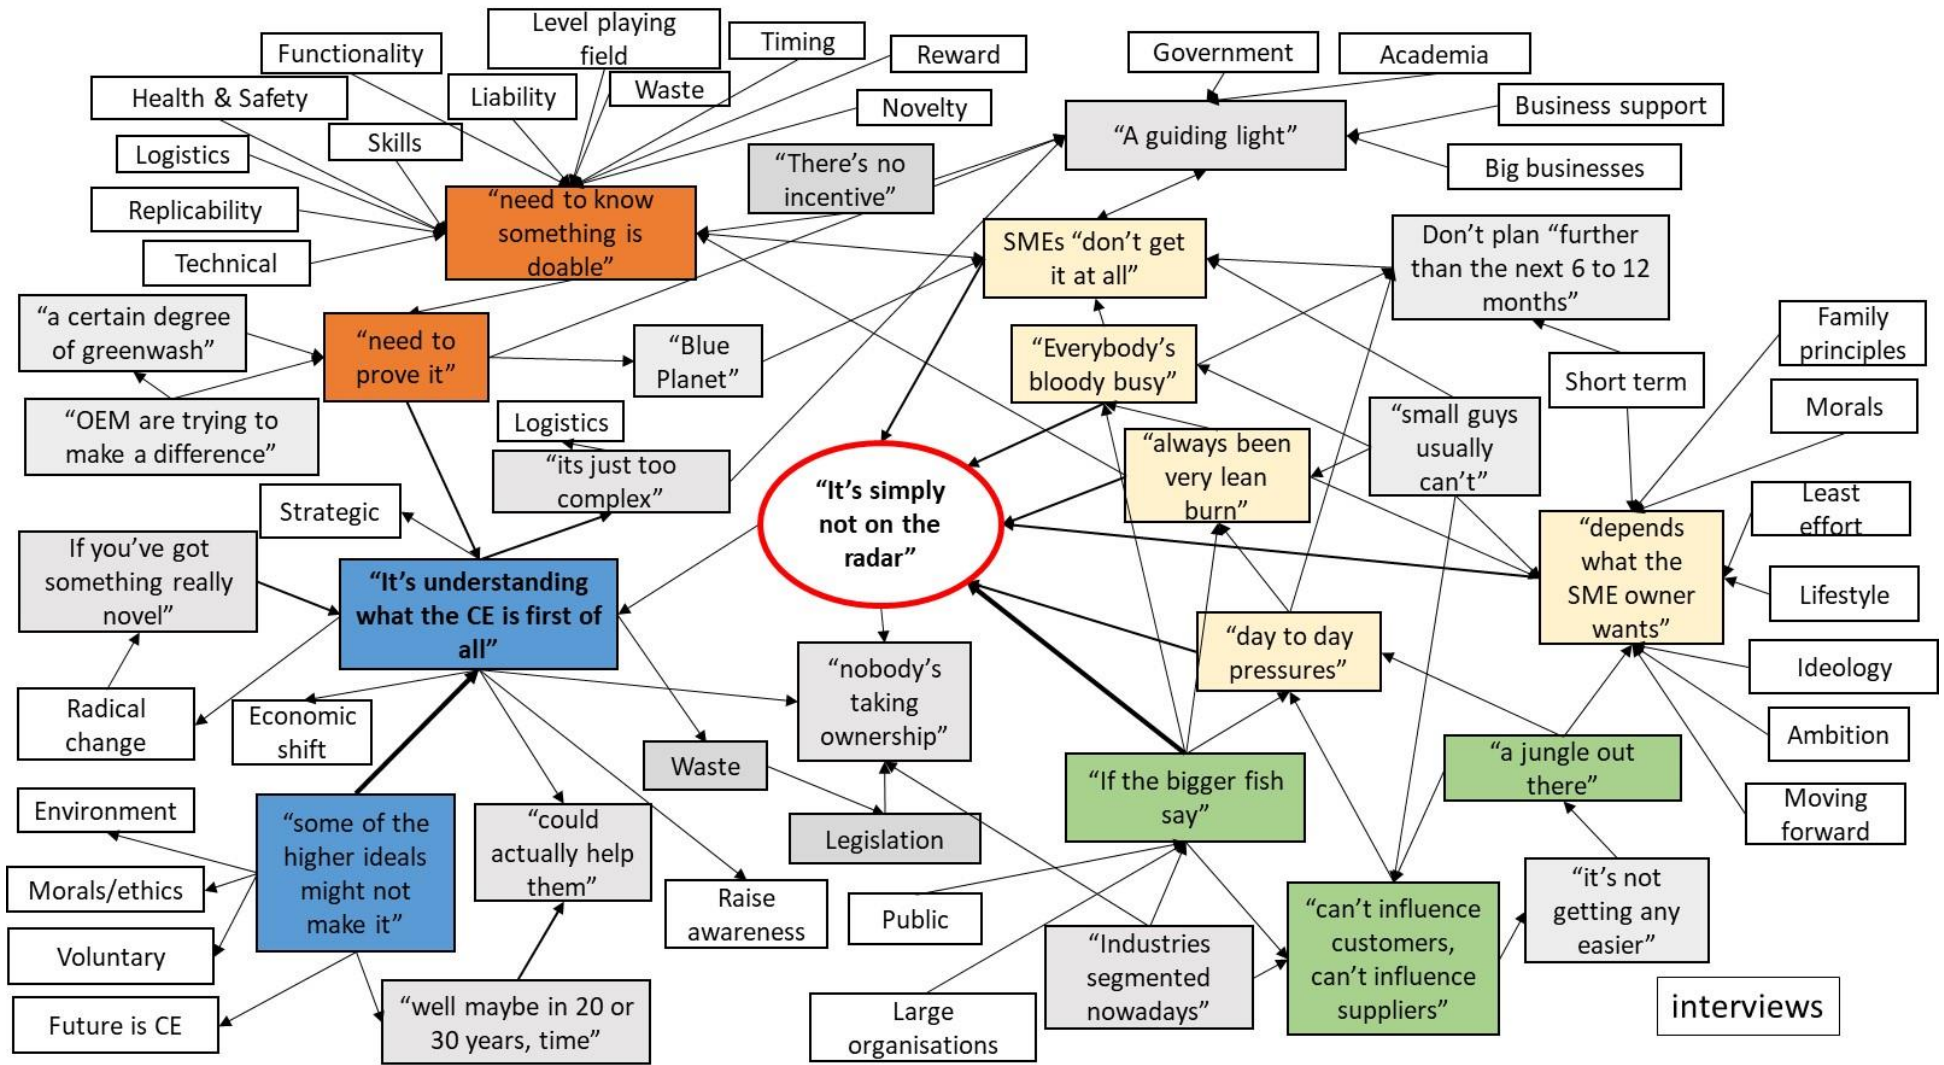 Level playing
field
Timing
Functionality
Reward
Government
Academia
Health & Safety
Liability
Waste
Novelty
Business support
Skills
Logistics
“A guiding light”
Big businesses
“There’s no
incentive”
Replicability
“need to know
something is
doable”
Technical
SMEs “don’t get
it at all”
Don’t plan “further
than the next 6 to 12
months”
“a certain degree
of greenwash”
“need to
prove it”
“Blue
Planet”
“Everybody’s
bloody busy”
Family
principles
Short term
Morals
“OEM are trying to
make a difference”
Logistics
“its just too
complex”
“always been
very lean
burn”
“small guys
usually
can’t”
“It’s simply
not on the
radar”
Strategic
Least
effort
If you’ve got
something really
novel”
“It’s understanding
what the CE is first of
all”
“depends
what the
SME owner
wants”
Lifestyle
“day to day
pressures”
“nobody’s
taking
ownership”
Ideology
Radical
change
Economic
shift
Ambition
Waste
“If the bigger fish
say”
“a jungle out
there”
Moving
forward
Environment
“some of the
higher ideals
might not
make it”
“could
actually help
them”
Legislation
Morals/ethics
Raise
awareness
Public
“can’t influence
customers,
can’t influence
suppliers”
“it’s not
getting any
easier”
Voluntary
“Industries
segmented
nowadays”
Future is CE
“well maybe in 20 or
30 years, time”
Large
organisations
interviews